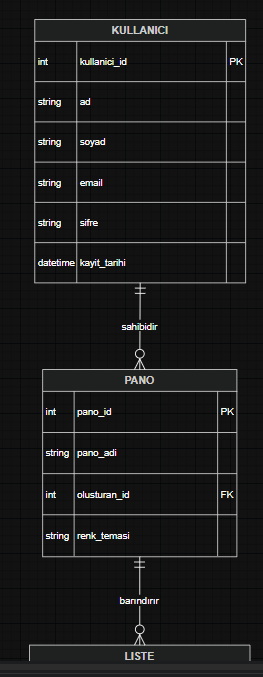 KULLANICI
int kullanici_id PK
string ad
string soyad
string email
string sifre
datetime kayit_tarihi
sahibidir
PANO
int pano_id PK
string pano_adi
int olusturan_id FK
string renk_temasi
barındırır
LISTE